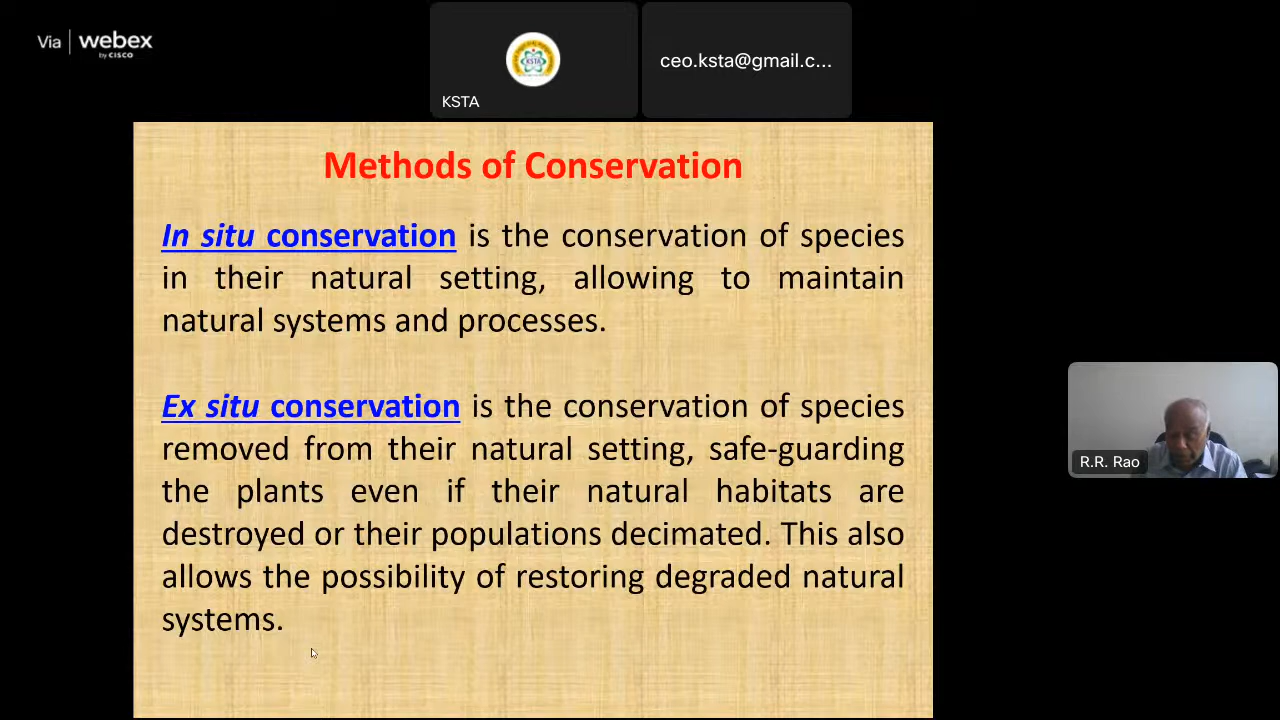 Via webex
by CISCO
KSTA
KSTA
ceo.ksta@gmail.c...
Methods of Conservation
In situ conservation is the conservation of species
in their natural setting, allowing to maintain
natural systems and processes.
Ex situ conservation is the conservation of species
removed from their natural setting, safe-guarding
the plants even if their natural habitats are
destroyed or their populations decimated. This also
allows the possibility of restoring degraded natural
systems.
R.R. Rao